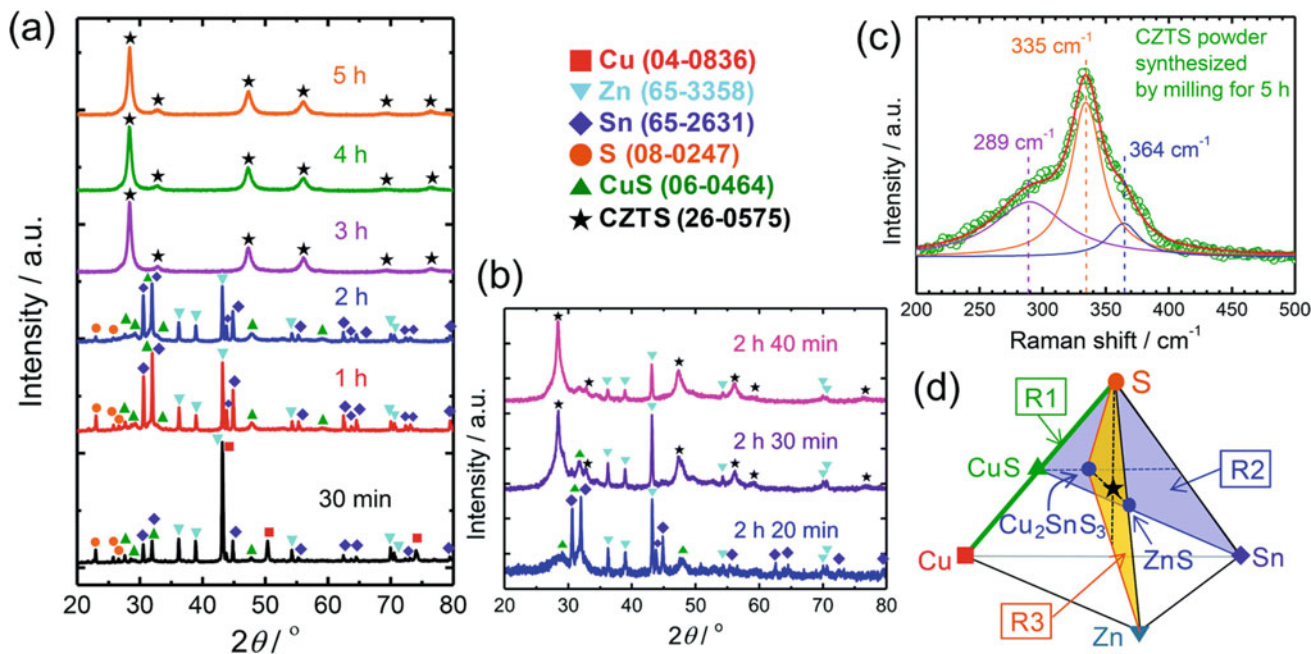 (a)
5 h
4 h
3 h
2 h
1 h
30 min
Intensity / a.u.
20 30 40 50 60 70 80
2θ / °
Cu (04-0836)
Zn (65-3358)
Sn (65-2631)
S (08-0247)
CuS (06-0464)
CZTS (26-0575)
(b)
2 h 40 min
2 h 30 min
2 h 20 min
Intensity / a.u.
20 30 40 50 60 70 80
2θ / °
(c)
335 cm⁻¹
CZTS powder
synthesized
by milling for 5 h
289 cm⁻¹
364 cm⁻¹
Intensity / a.u.
200 250 300 350 400 450 500
Raman shift / cm⁻¹
(d)
S
R1
CuS
R2
Cu₂SnS₃
ZnS
Cu
Sn
R3
Zn